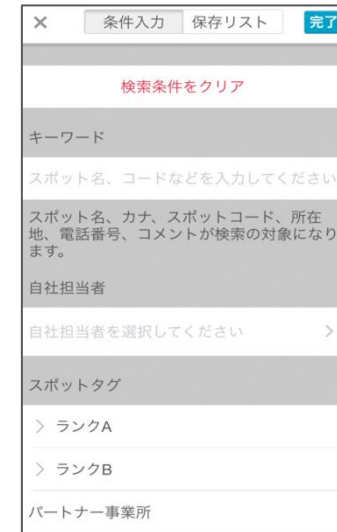 × 条件入力 保存リスト 完了
検索条件をクリア
キーワード
スポット名、コードなどを入力してください
スポット名、カナ、スポットコード、所在
地、電話番号、コメントが検索の対象になり
ます。
自社担当者
自社担当者を選択してください >
スポットタグ
> ランクA
> ランクB
パートナー事業所